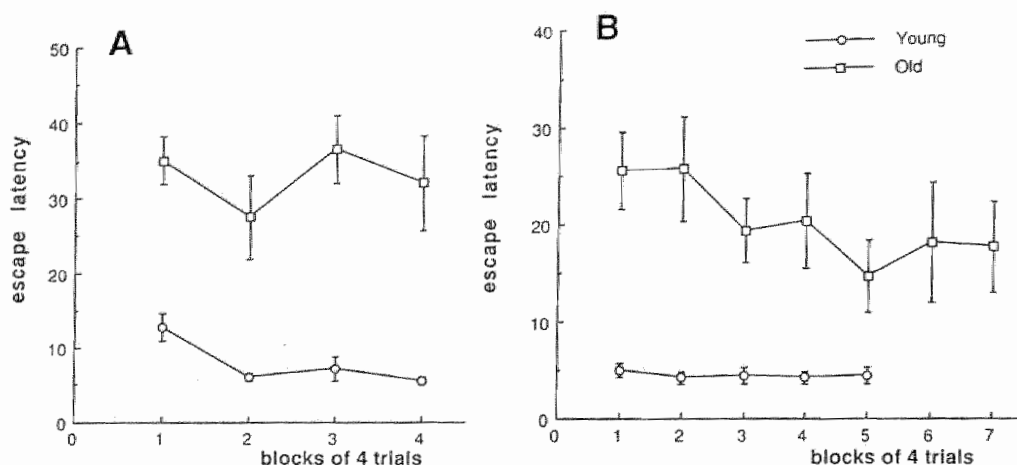 A
50
40
30
20
10
0
escape latency
0 1 2 3 4
blocks of 4 trials
B
Young
Old
40
30
20
10
0
escape latency
0 1 2 3 4 5 6 7
blocks of 4 trials